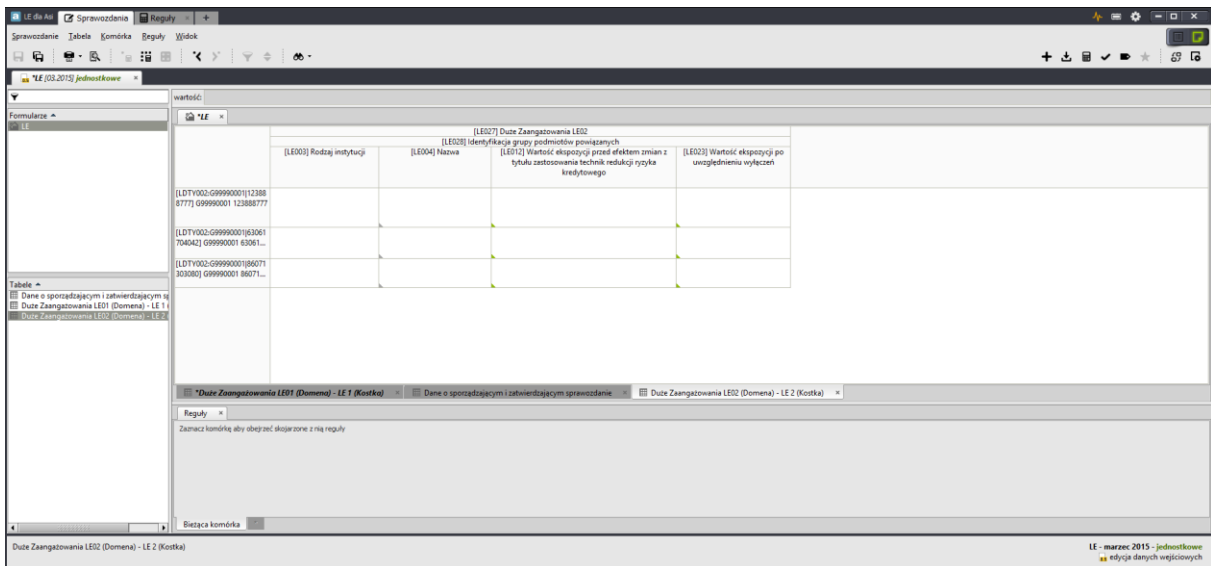 LE dla Asi Sprawozdania Reguły
Sprawozdanie Tabela Komórka Reguły Widok
*LE [03.2015] jednostkowe
wartość:
Formularze
LE
*LE
[LE027] Duże Zaangażowania LE02
[LE028] Identyfikacja grupy podmiotów powiązanych
[LE003] Rodzaj instytucji
[LE004] Nazwa
[LE012] Wartość ekspozycji przed efektem zmian z
tytułu zastosowania technik redukcji ryzyka
kredytowego
[LE023] Wartość ekspozycji po
uwzględnieniu wyłączeń
[LDTY002:G99990001|12388
8777] G99990001 123888777
[LDTY002:G99990001|63061
704042] G99990001 63061...
[LDTY002:G99990001|86071
303080] G99990001 86071...
Tabele
Dane o sporządzającym i zatwierdzającym sp
Duże Zaangażowania LE01 (Domena) - LE 1 (
Duże Zaangażowania LE02 (Domena) - LE 2 (
*Duże Zaangażowania LE01 (Domena) - LE 1 (Kostka)
Dane o sporządzającym i zatwierdzającym sprawozdanie
Duże Zaangażowania LE02 (Domena) - LE 2 (Kostka)
Reguły
Zaznacz komórkę aby obejrzeć skojarzone z nią reguły
Bieżąca komórka
Duże Zaangażowania LE02 (Domena) - LE 2 (Kostka)
LE - marzec 2015 - jednostkowe
edycja danych wejściowych